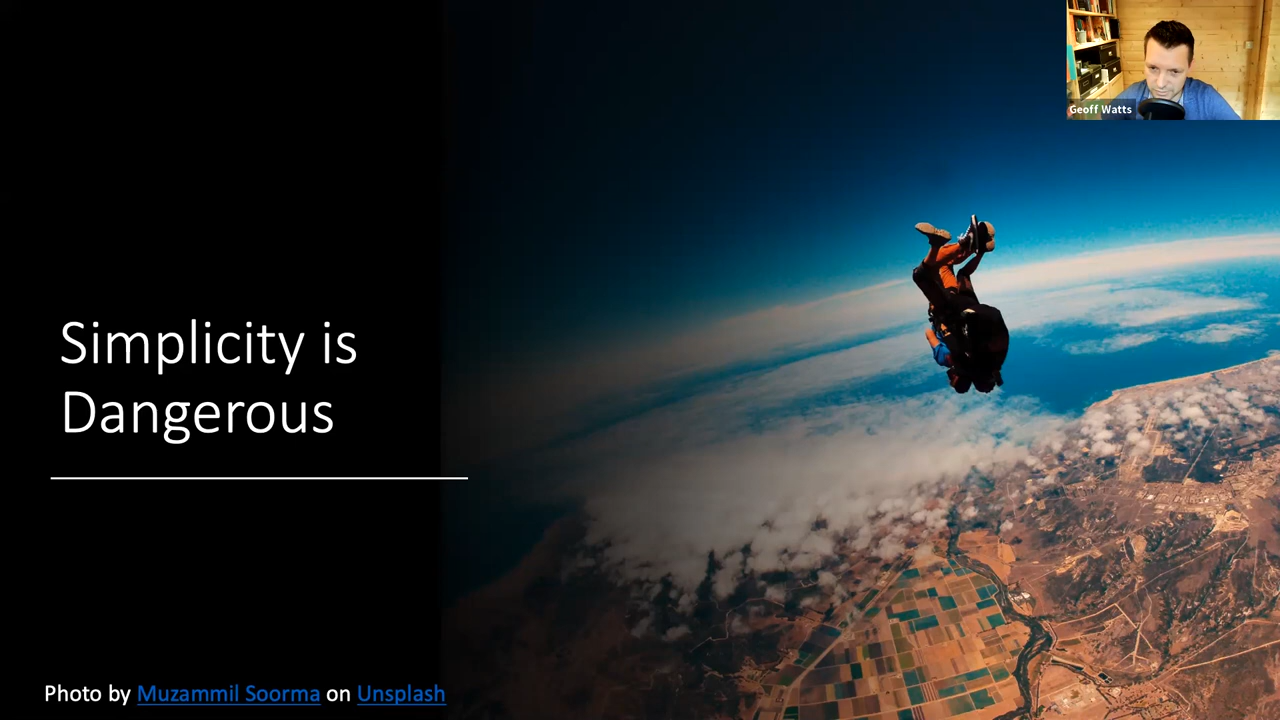 Geoff Watts
Simplicity is
Dangerous
Photo by Muzammil Soorma on Unsplash